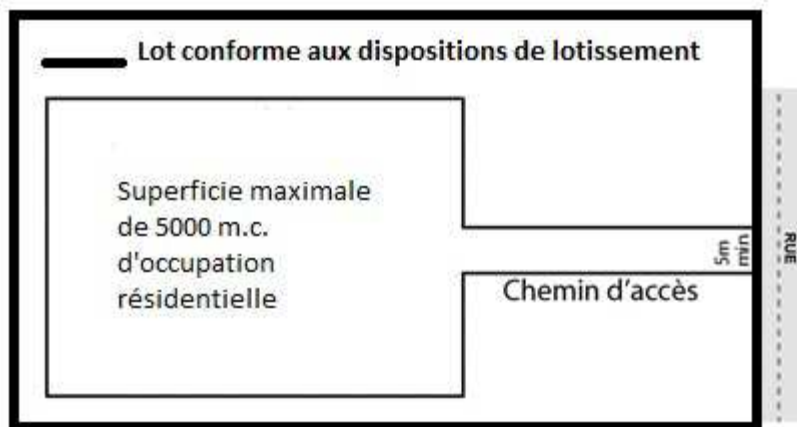 Lot conforme aux dispositions de lotissement
Superficie maximale
de 5000 m.c.
d'occupation
résidentielle
5m
min
Chemin d'accès
RUE